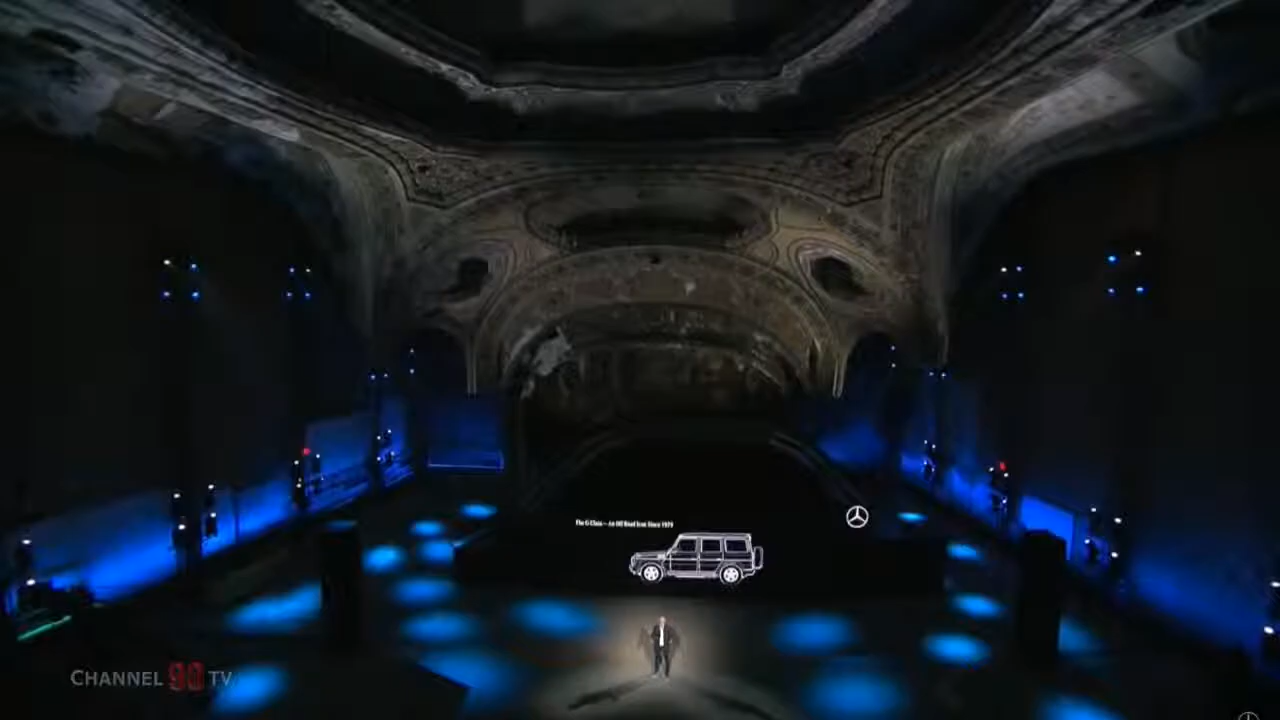 The G-Class – An Off Road Icon Since 1979
CHANNEL 90 TV